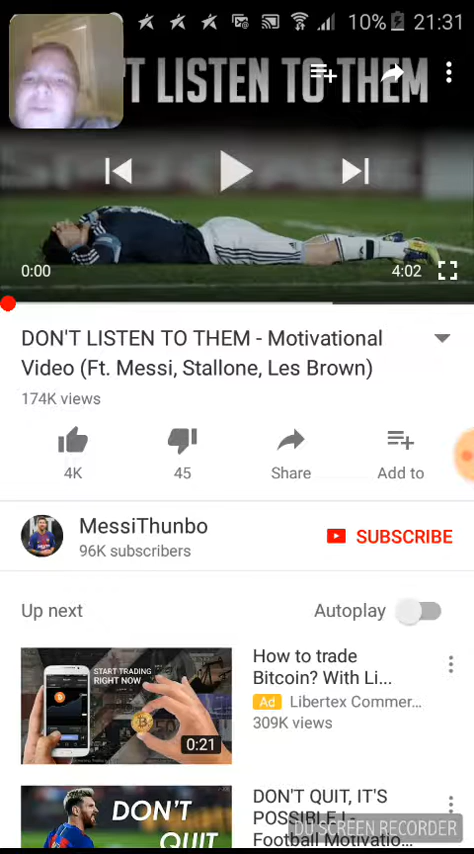 10% 21:31
T LISTEN TO THEM
0:00 4:02
DON'T LISTEN TO THEM - Motivational
Video (Ft. Messi, Stallone, Les Brown)
174K views
4K 45 Share Add to
MessiThunbo
96K subscribers
SUBSCRIBE
Up next Autoplay
START TRADING
RIGHT NOW
0:21
How to trade
Bitcoin? With Li...
Ad Libertex Commer...
309K views
DON'T
QUIT
DON'T QUIT, IT'S
POSSIBLE !-
Football Motivatio...
DU SCREEN RECORDER